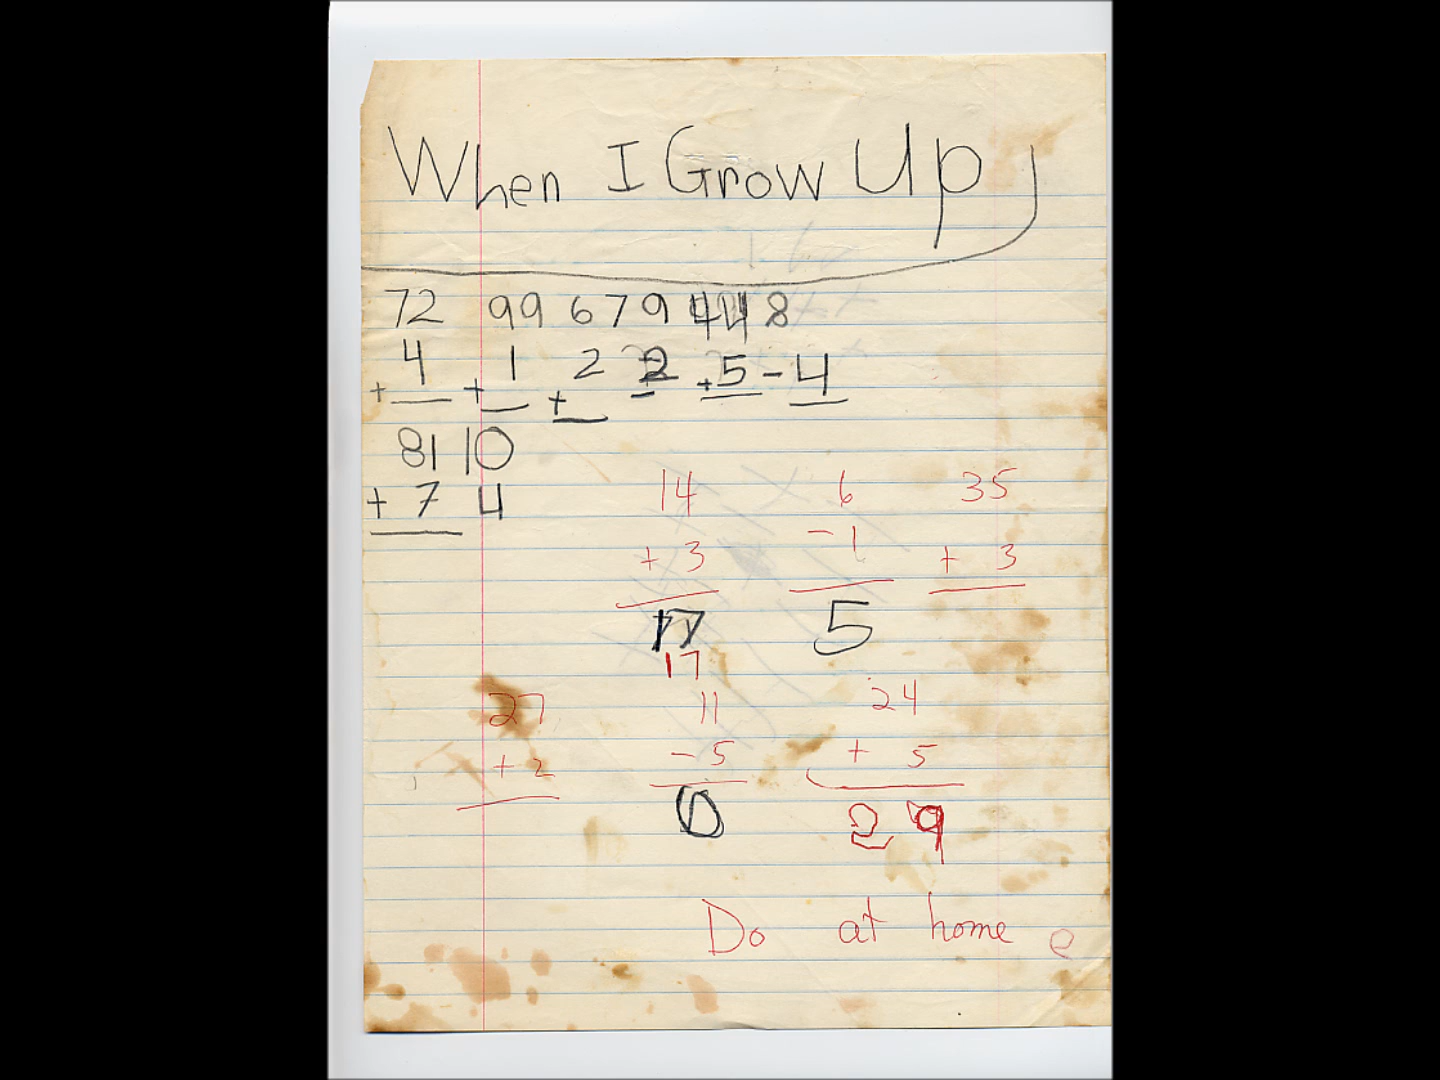 When I Grow Up
72 99 67 9 44 8
+ 4 + 1 + 2 2 + 5 - 4
81 10
+ 7 4
14 6 35
+ 3 - 1 + 3
17 5
17
27 11 24
+ 2 - 5 + 5
29
Do at home e